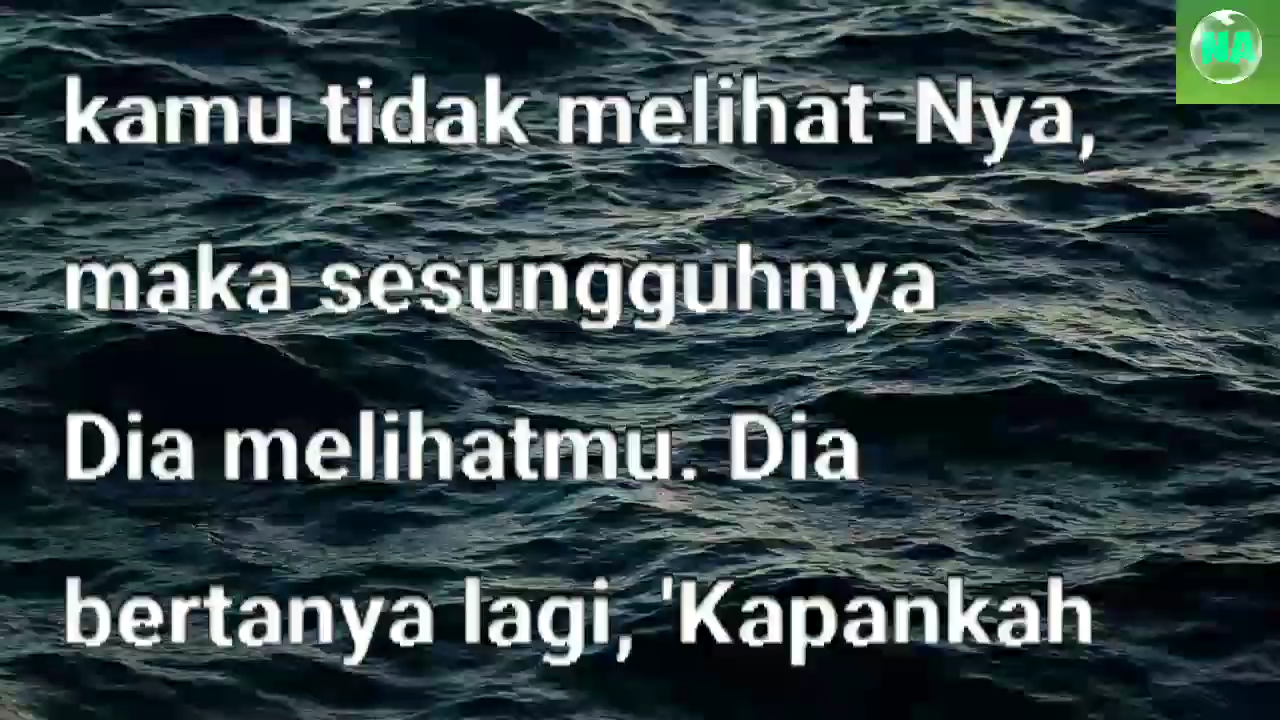 NA
kamu tidak melihat-Nya,
maka sesungguhnya
Dia melihatmu. Dia
bertanya lagi, 'Kapankah